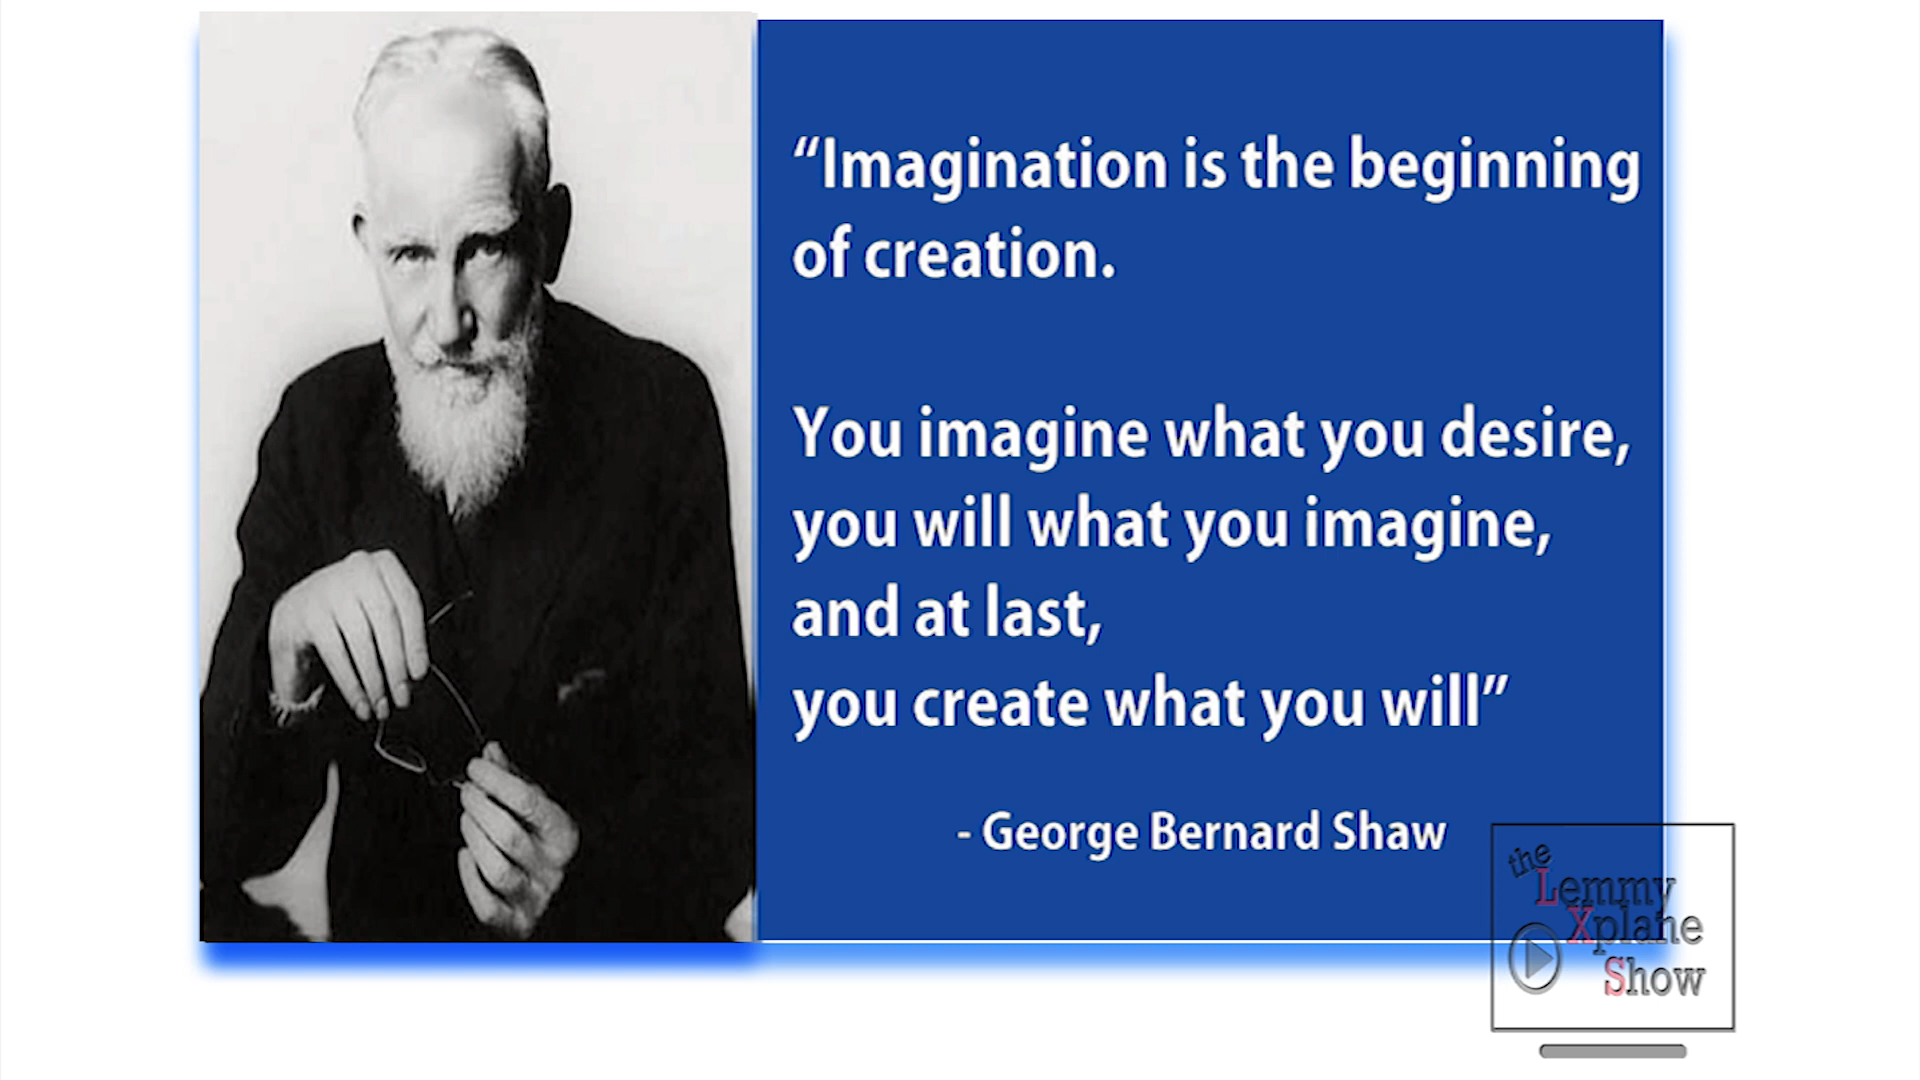 “Imagination is the beginning
of creation.
You imagine what you desire,
you will what you imagine,
and at last,
you create what you will”
- George Bernard Shaw
the
Lemmy
Xplane
Show